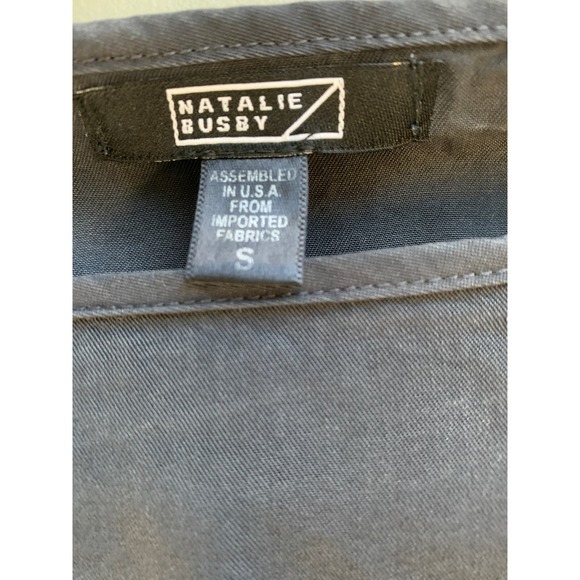 NATALIE
BUSBY
ASSEMBLED
IN U.S.A.
FROM
IMPORTED
FABRICS
S